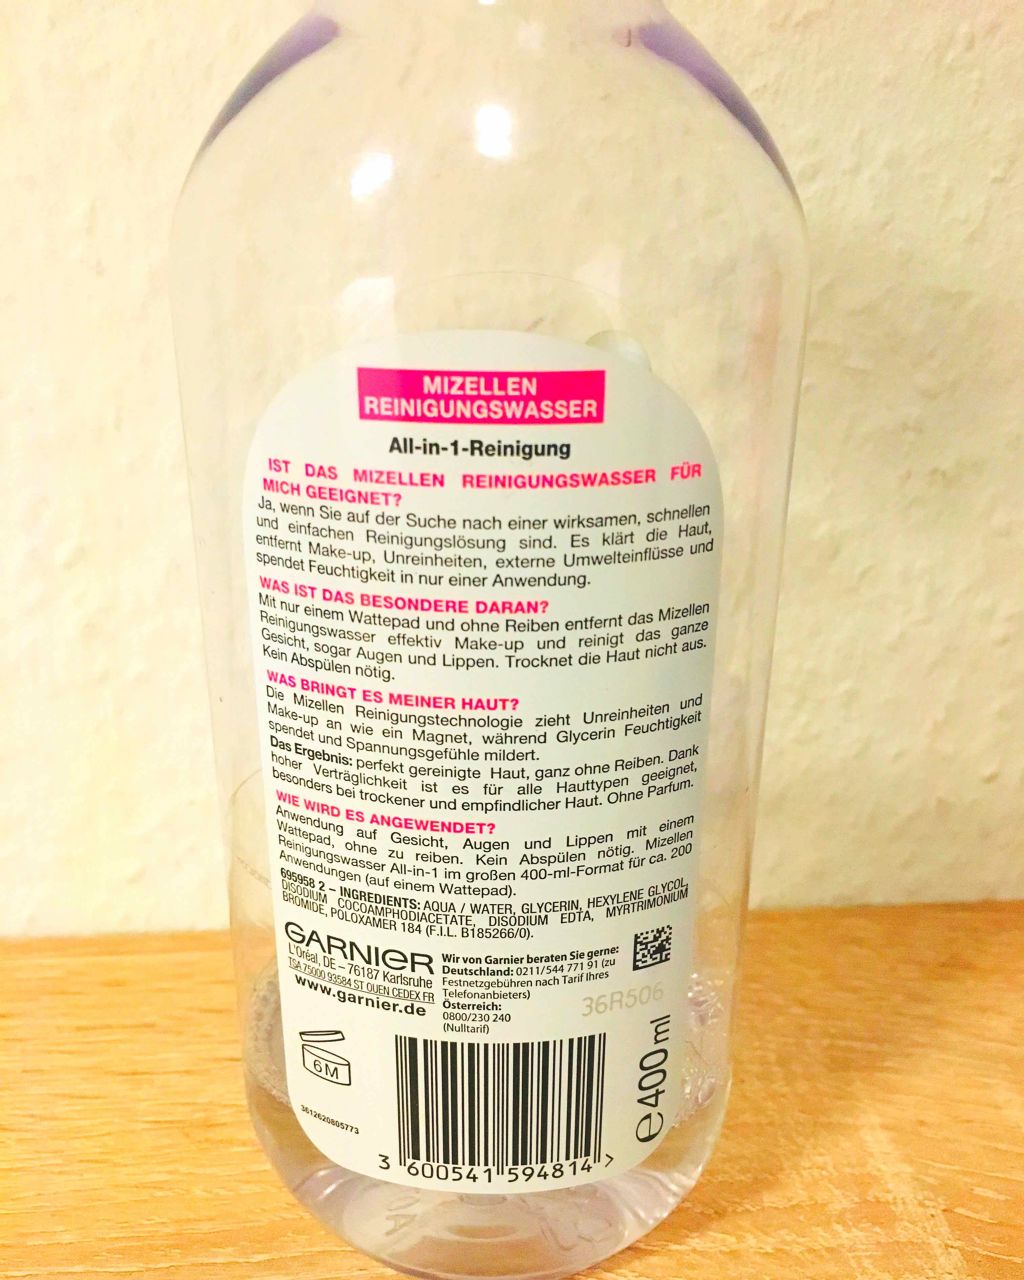 MIZELLEN
REINIGUNGSWASSER
All-in-1-Reinigung
IST DAS MIZELLEN REINIGUNGSWASSER FÜR
MICH GEEIGNET?
Ja, wenn Sie auf der Suche nach einer wirksamen, schnellen
und einfachen Reinigungslösung sind. Es klärt die Haut,
entfernt Make-up, Unreinheiten, externe Umwelteinflüsse und
spendet Feuchtigkeit in nur einer Anwendung.
WAS IST DAS BESONDERE DARAN?
Mit nur einem Wattepad und ohne Reiben entfernt das Mizellen
Reinigungswasser effektiv Make-up und reinigt das ganze
Gesicht, sogar Augen und Lippen. Trocknet die Haut nicht aus.
Kein Abspülen nötig.
WAS BRINGT ES MEINER HAUT?
Die Mizellen Reinigungstechnologie zieht Unreinheiten und
Make-up an wie ein Magnet, während Glycerin Feuchtigkeit
spendet und Spannungsgefühle mildert.
Das Ergebnis: perfekt gereinigte Haut, ganz ohne Reiben. Dank
hoher Verträglichkeit ist es für alle Hauttypen geeignet,
besonders bei trockener und empfindlicher Haut. Ohne Parfum.
WIE WIRD ES ANGEWENDET?
Anwendung auf Gesicht, Augen und Lippen mit einem
Wattepad, ohne zu reiben. Kein Abspülen nötig. Mizellen
Reinigungswasser All-in-1 im großen 400-ml-Format für ca. 200
Anwendungen (auf einem Wattepad).
695958 2 – INGREDIENTS: AQUA / WATER, GLYCERIN, HEXYLENE GLYCOL,
DISODIUM COCOAMPHODIACETATE, DISODIUM EDTA, MYRTRIMONIUM
BROMIDE, POLOXAMER 184 (F.I.L. B185266/0).
GARNIER
L'Oréal, DE – 76187 Karlsruhe
TSA 75000 93584 ST OUEN CEDEX FR
www.garnier.de
Wir von Garnier beraten Sie gerne:
Deutschland: 0211/544 771 91 (zu
Festnetzgebühren nach Tarif Ihres
Telefonanbieters)
Österreich:
0800/230 240
(Nulltarif)
36R506
6M
e 400 ml
3612620805773
3 600541 594814 >